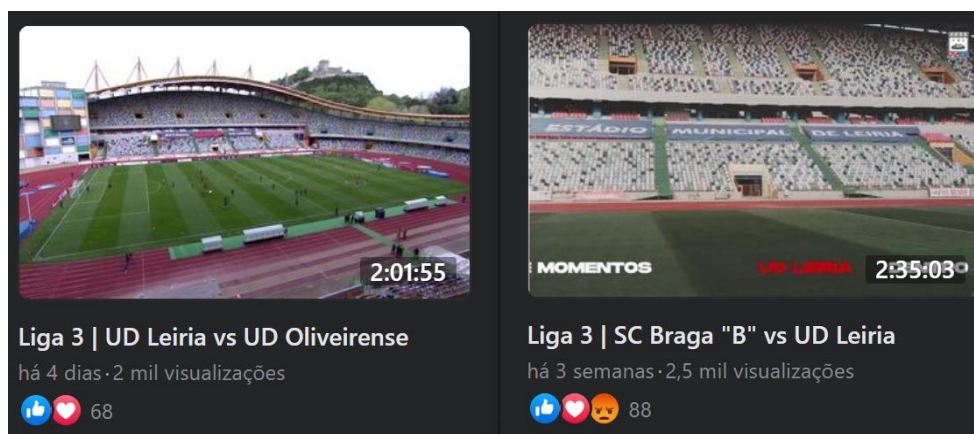 ESTÁDIO MUNICIPAL DE LEIRIA
2:01:55
E MOMENTOS UD LEIRIA 2:35:03
Liga 3 | UD Leiria vs UD Oliveirense
há 4 dias · 2 mil visualizações
68
Liga 3 | SC Braga "B" vs UD Leiria
há 3 semanas · 2,5 mil visualizações
88